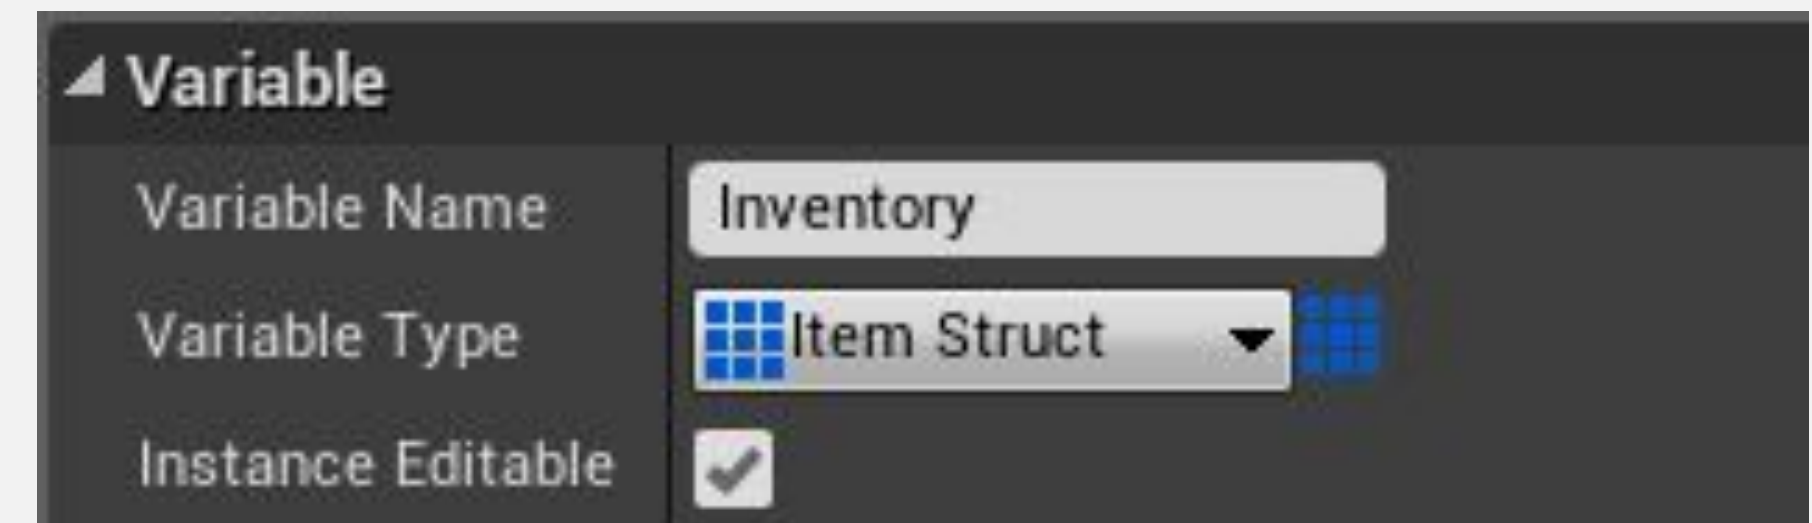 Variable
Variable Name Inventory
Variable Type Item Struct
Instance Editable